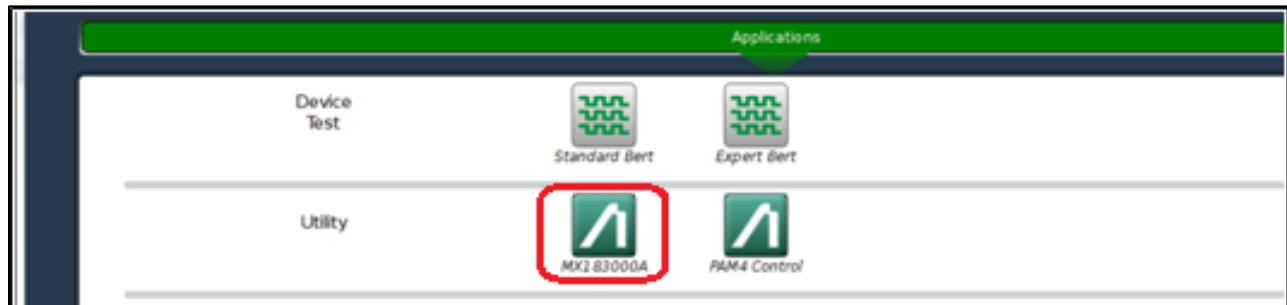 Applications
Device
Test
Standard Bert
Expert Bert
Utility
MX183000A
PAM4 Control